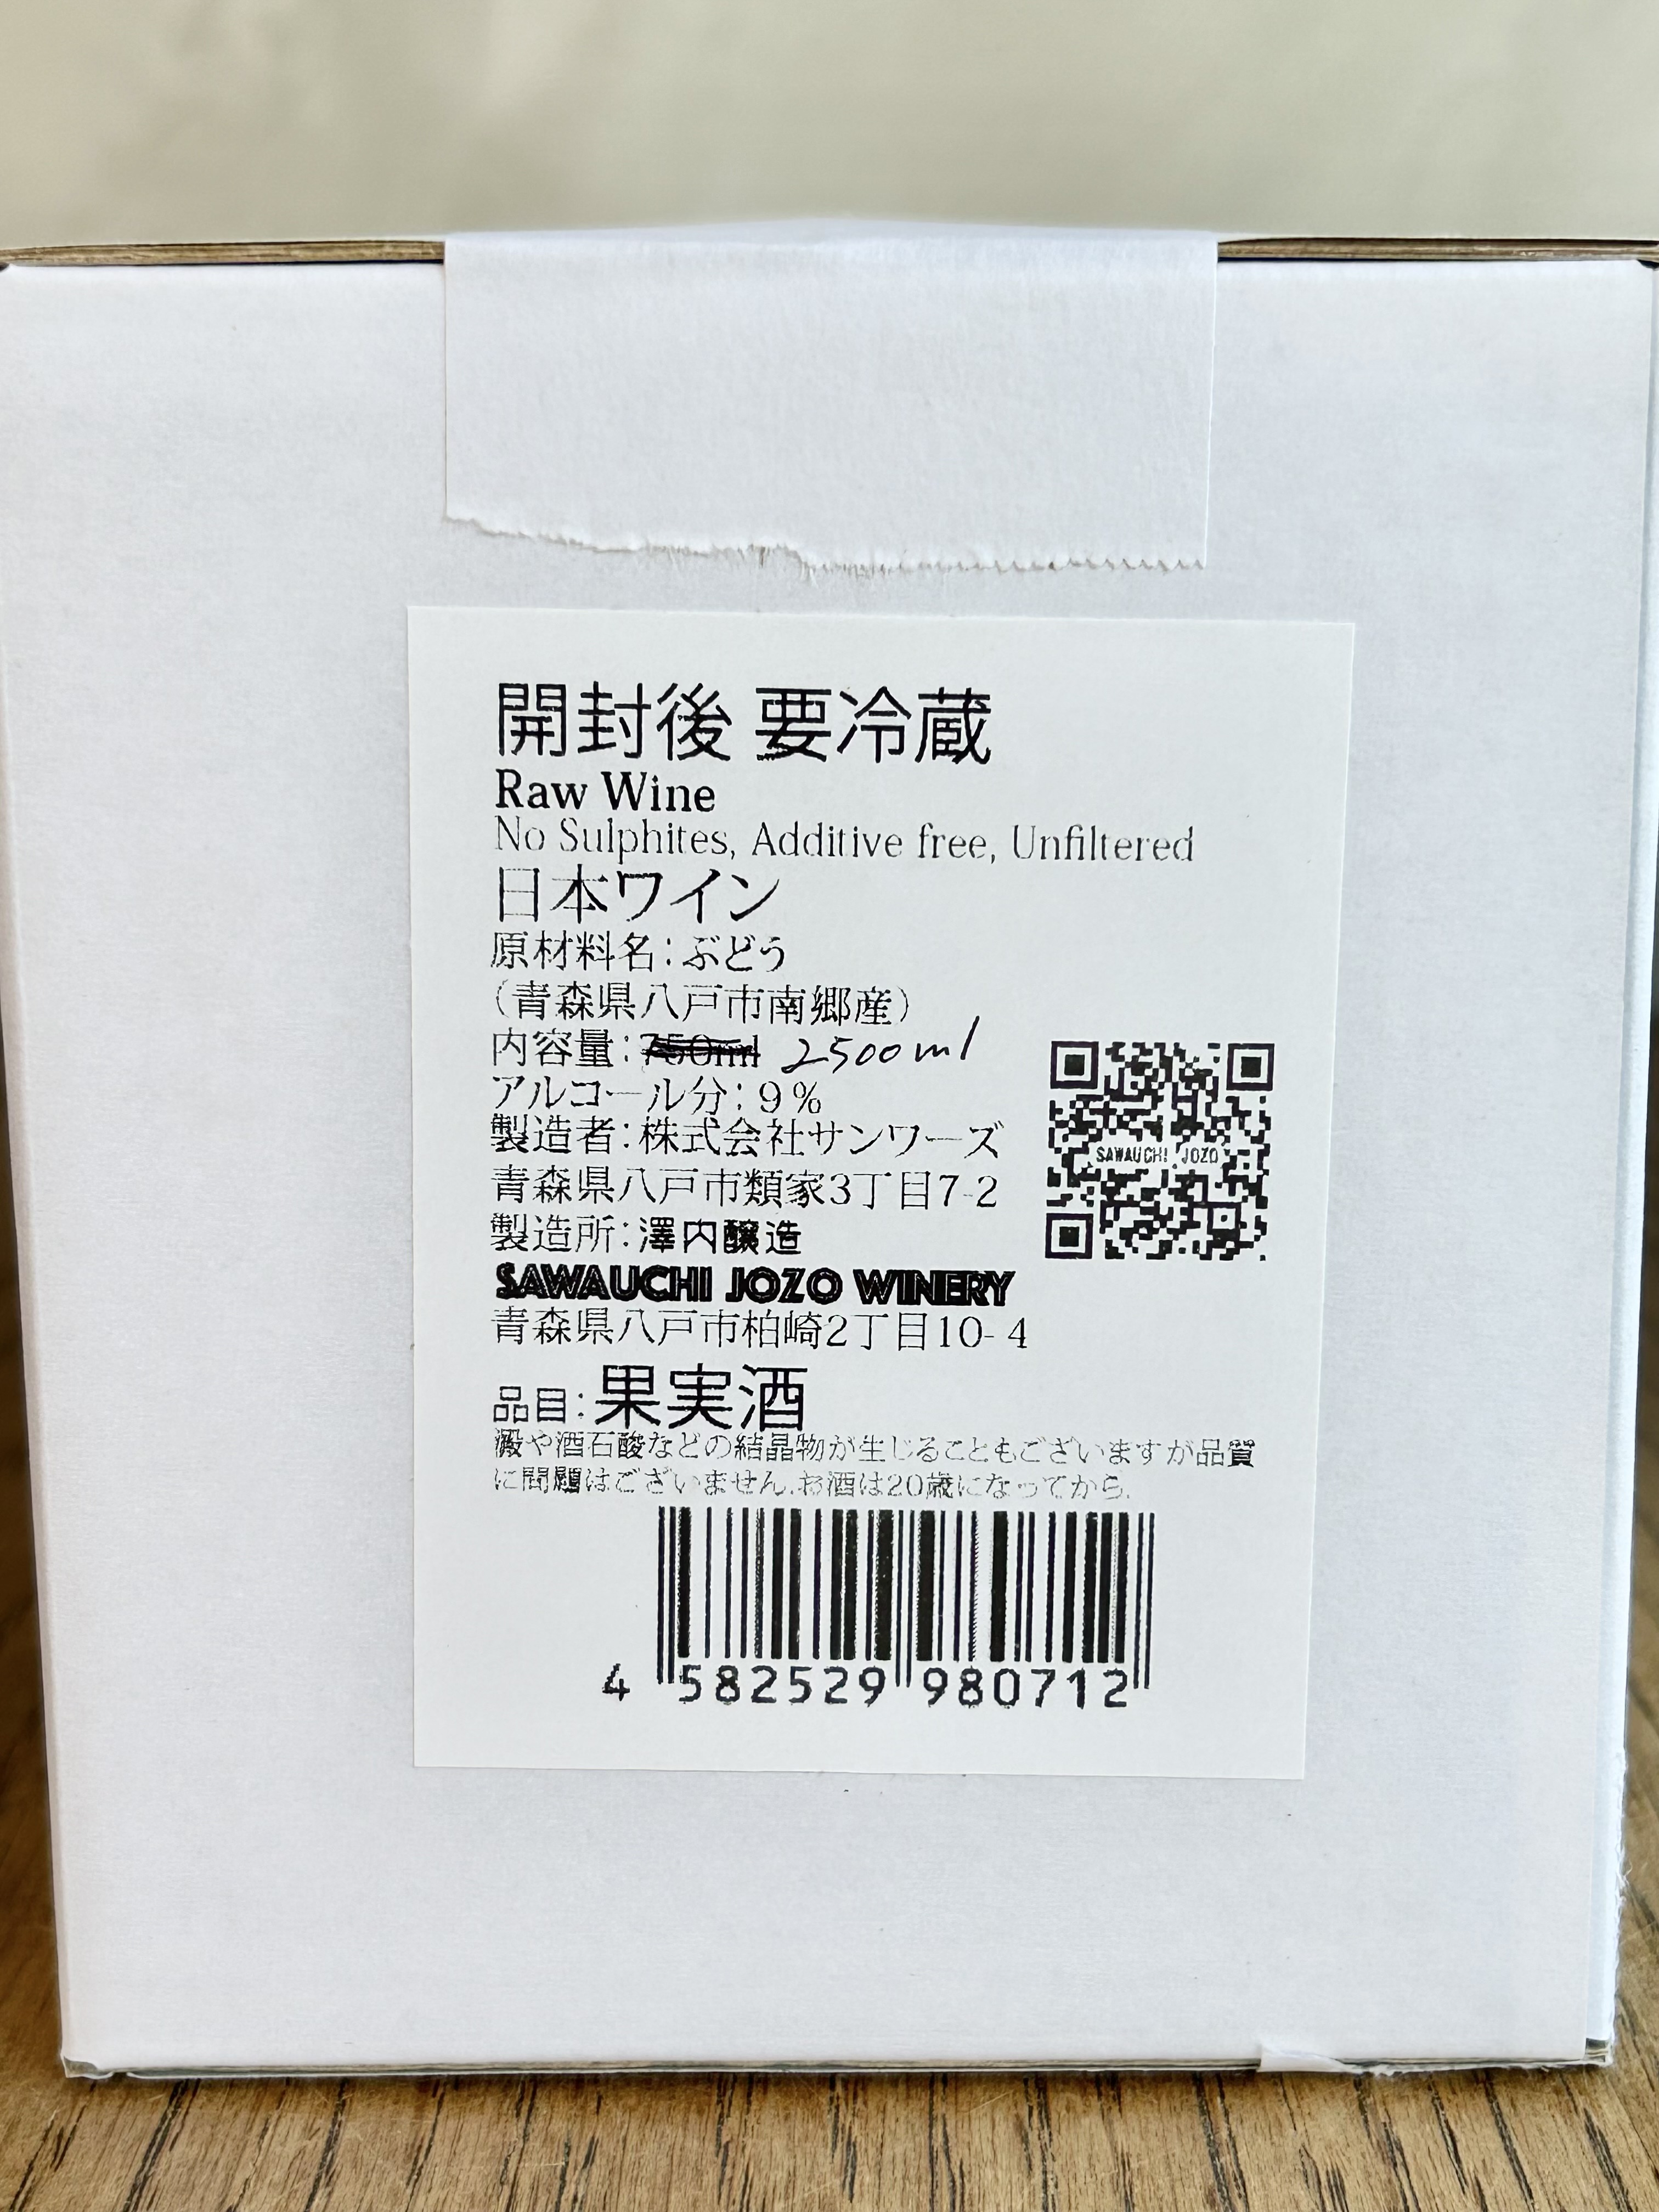 開封後 要冷蔵
Raw Wine
No Sulphites, Additive free, Unfiltered
日本ワイン
原材料名：ぶどう
（青森県八戸市南郷産）
内容量：750ml 2500ml
アルコール分：9%
製造者：株式会社サンワーズ
青森県八戸市類家3丁目7-2
製造所：澤内醸造
SAWAUCHI JOZO WINERY
青森県八戸市柏崎2丁目10-4
SAWAUCHI JOZO
品目：果実酒
澱や酒石酸などの結晶物が生じることもございますが品質
に問題はございません.お酒は20歳になってから.
4 582529 980712